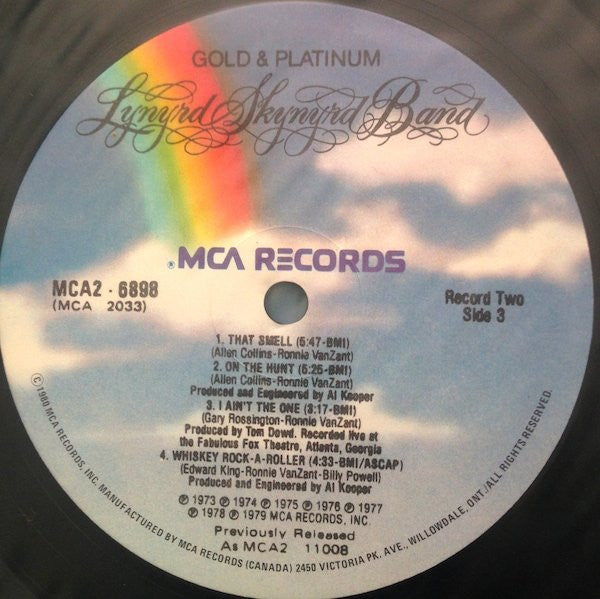 GOLD & PLATINUM
Lynyrd Skynyrd Band
® MCA RECORDS
MCA2 - 6898
(MCA 2033)
Record Two
Side 3
1. THAT SMELL (5:47-BMI)
(Allen Collins-Ronnie VanZant)
2. ON THE HUNT (5:25-BMI)
(Allen Collins-Ronnie VanZant)
Produced and Engineered by Al Kooper
3. I AIN'T THE ONE (3:17-BMI)
(Gary Rossington-Ronnie VanZant)
Produced by Tom Dowd. Recorded live at
the Fabulous Fox Theatre, Atlanta, Georgia
4. WHISKEY ROCK-A-ROLLER (4:33-BMI/ASCAP)
(Edward King-Ronnie VanZant-Billy Powell)
Produced and Engineered by Al Kooper
℗ 1973 ℗ 1974 ℗ 1975 ℗ 1976 ℗ 1977
℗ 1978 ℗ 1979 MCA RECORDS, INC
Previously Released
As MCA2 11008
© 1980 MCA RECORDS, INC. MANUFACTURED BY MCA RECORDS (CANADA) 2450 VICTORIA PK. AVE., WILLOWDALE, ONT./ALL RIGHTS RESERVED.